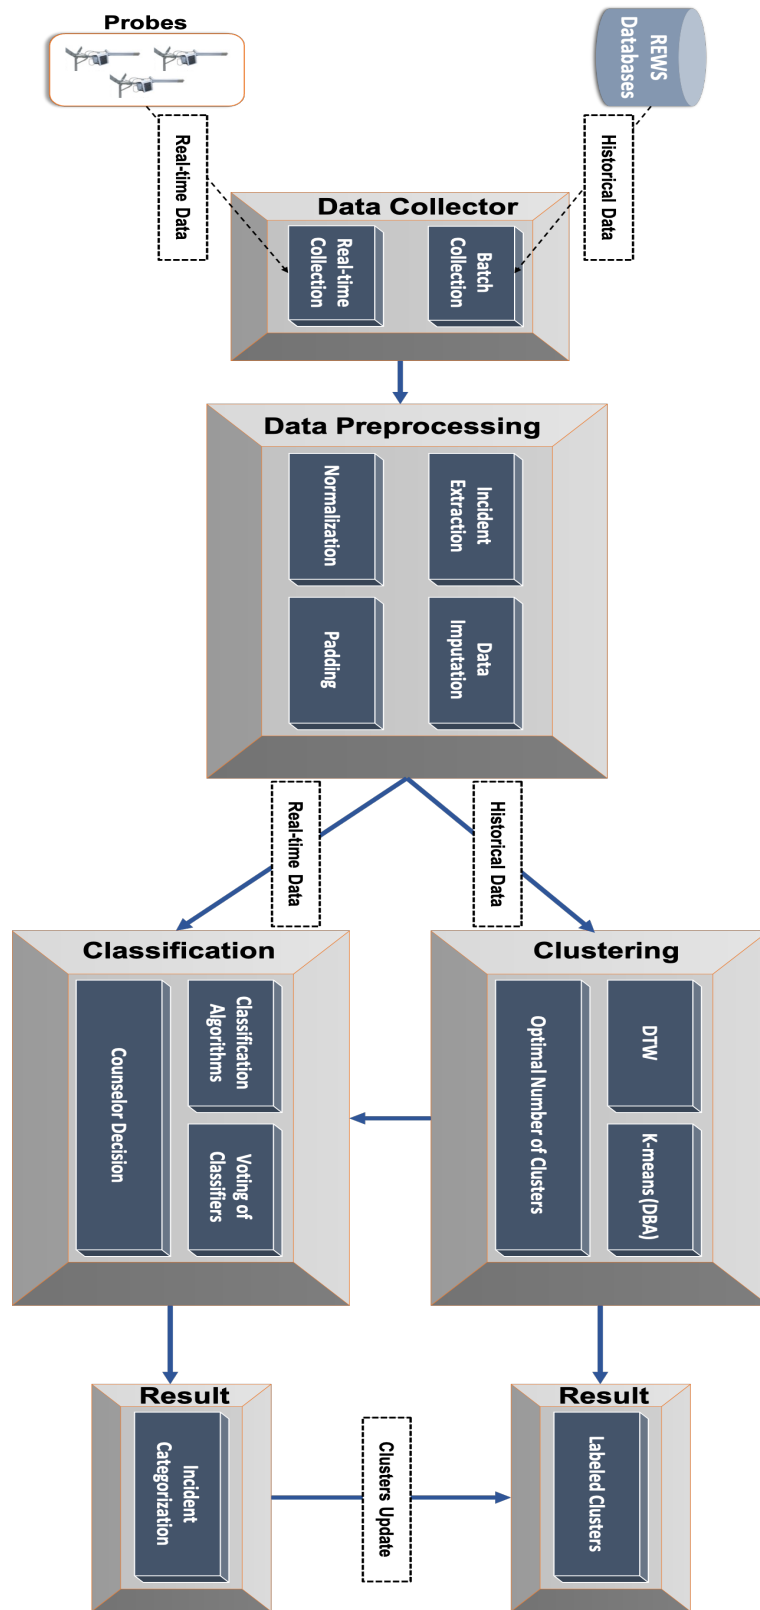 Probes
REWS
Databases
Real-time Data
Historical Data
Data Collector
Real-time
Collection
Batch
Collection
Data Preprocessing
Normalization
Incident
Extraction
Padding
Data
Imputation
Real-time Data
Historical Data
Classification
Classification
Algorithms
Voting of
Classifiers
Counselor Decision
Clustering
DTW
K-means (DBA)
Optimal Number of Clusters
Result
Incident
Categorization
Clusters Update
Result
Labeled Clusters